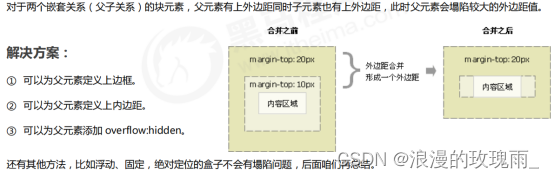 对于两个嵌套关系（父子关系）的块元素，父元素有上外边距同时子元素也有上外边距，此时父元素会塌陷较大的外边距值。
合并之前
合并之后
解决方案：
margin-top: 20px
外边距合并
形成一个外边距
margin-top: 20px
① 可以为父元素定义上边框。
margin-top: 10px
内容区域
内容区域
② 可以为父元素定义上内边距。
③ 可以为父元素添加 overflow:hidden。
还有其他方法，比如浮动、固定，绝对定位的盒子不会有塌陷问题，后面咱们再总结。
CSDN @浪漫的玫瑰雨_